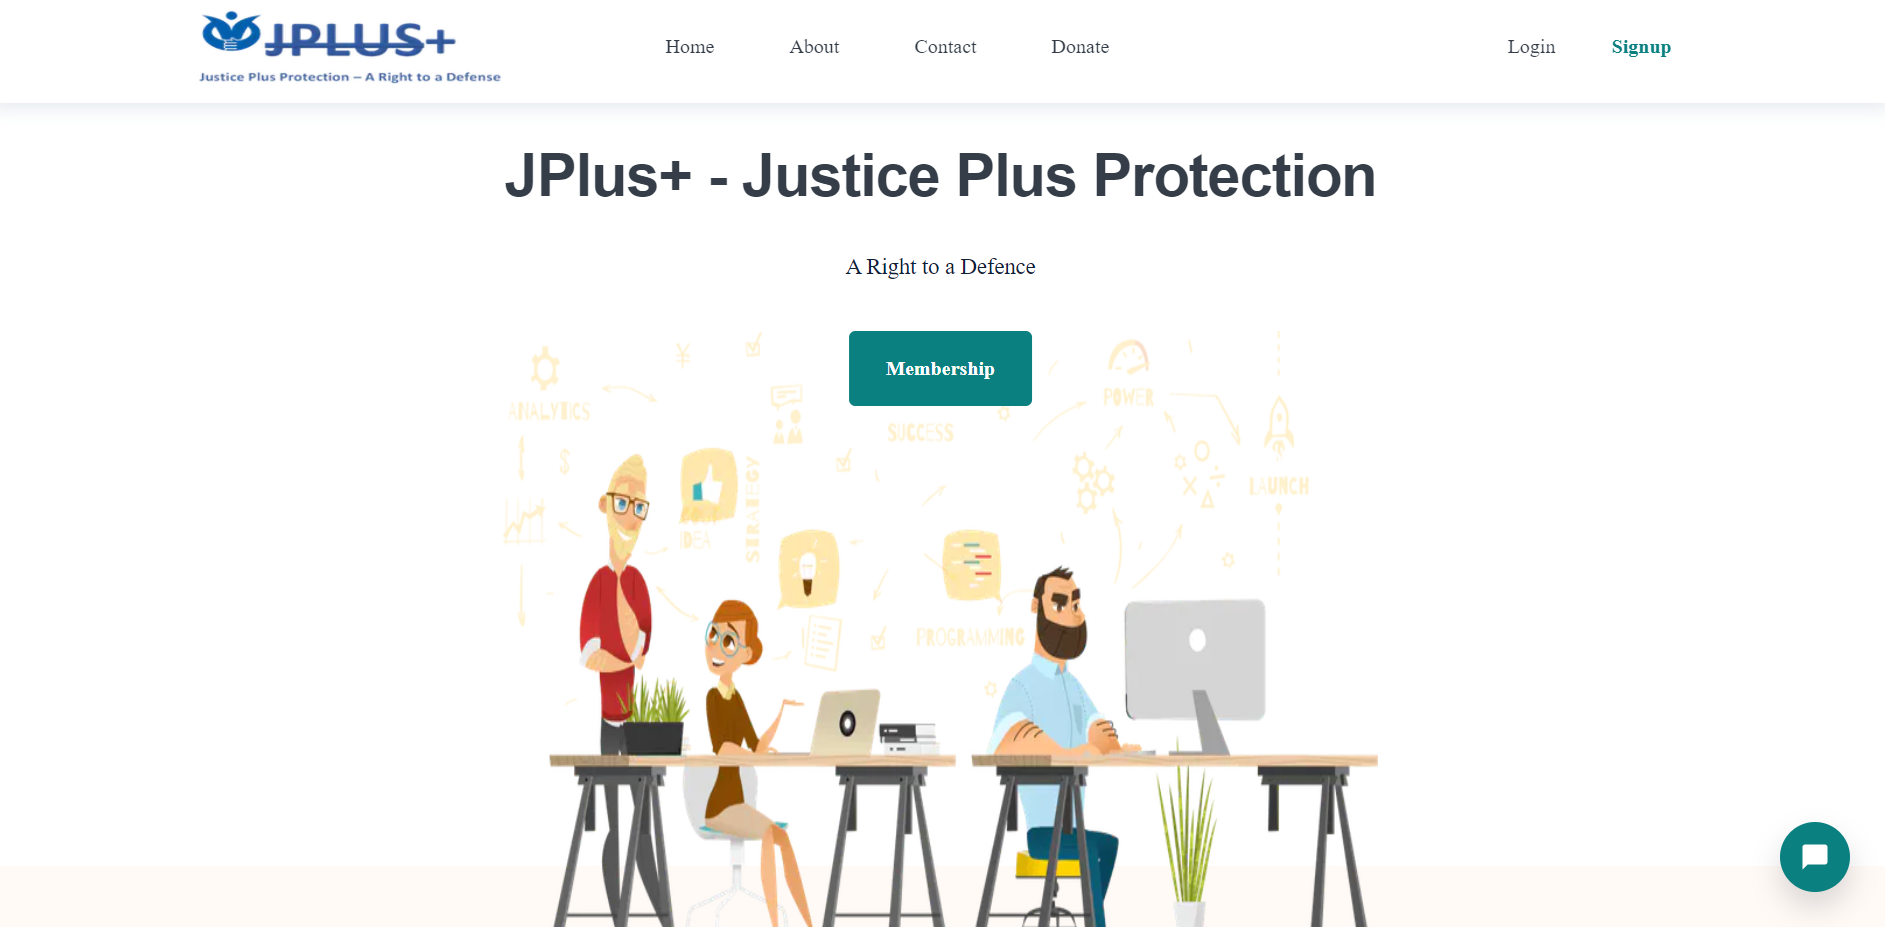 JPLUS+
Justice Plus Protection – A Right to a Defense
Home
About
Contact
Donate
Login
Signup
JPlus+ - Justice Plus Protection
A Right to a Defence
Membership
ANALYTICS
$
¥
STRATEGY
IDEA
SUCCESS
POWER
LAUNCH
PROGRAMMING